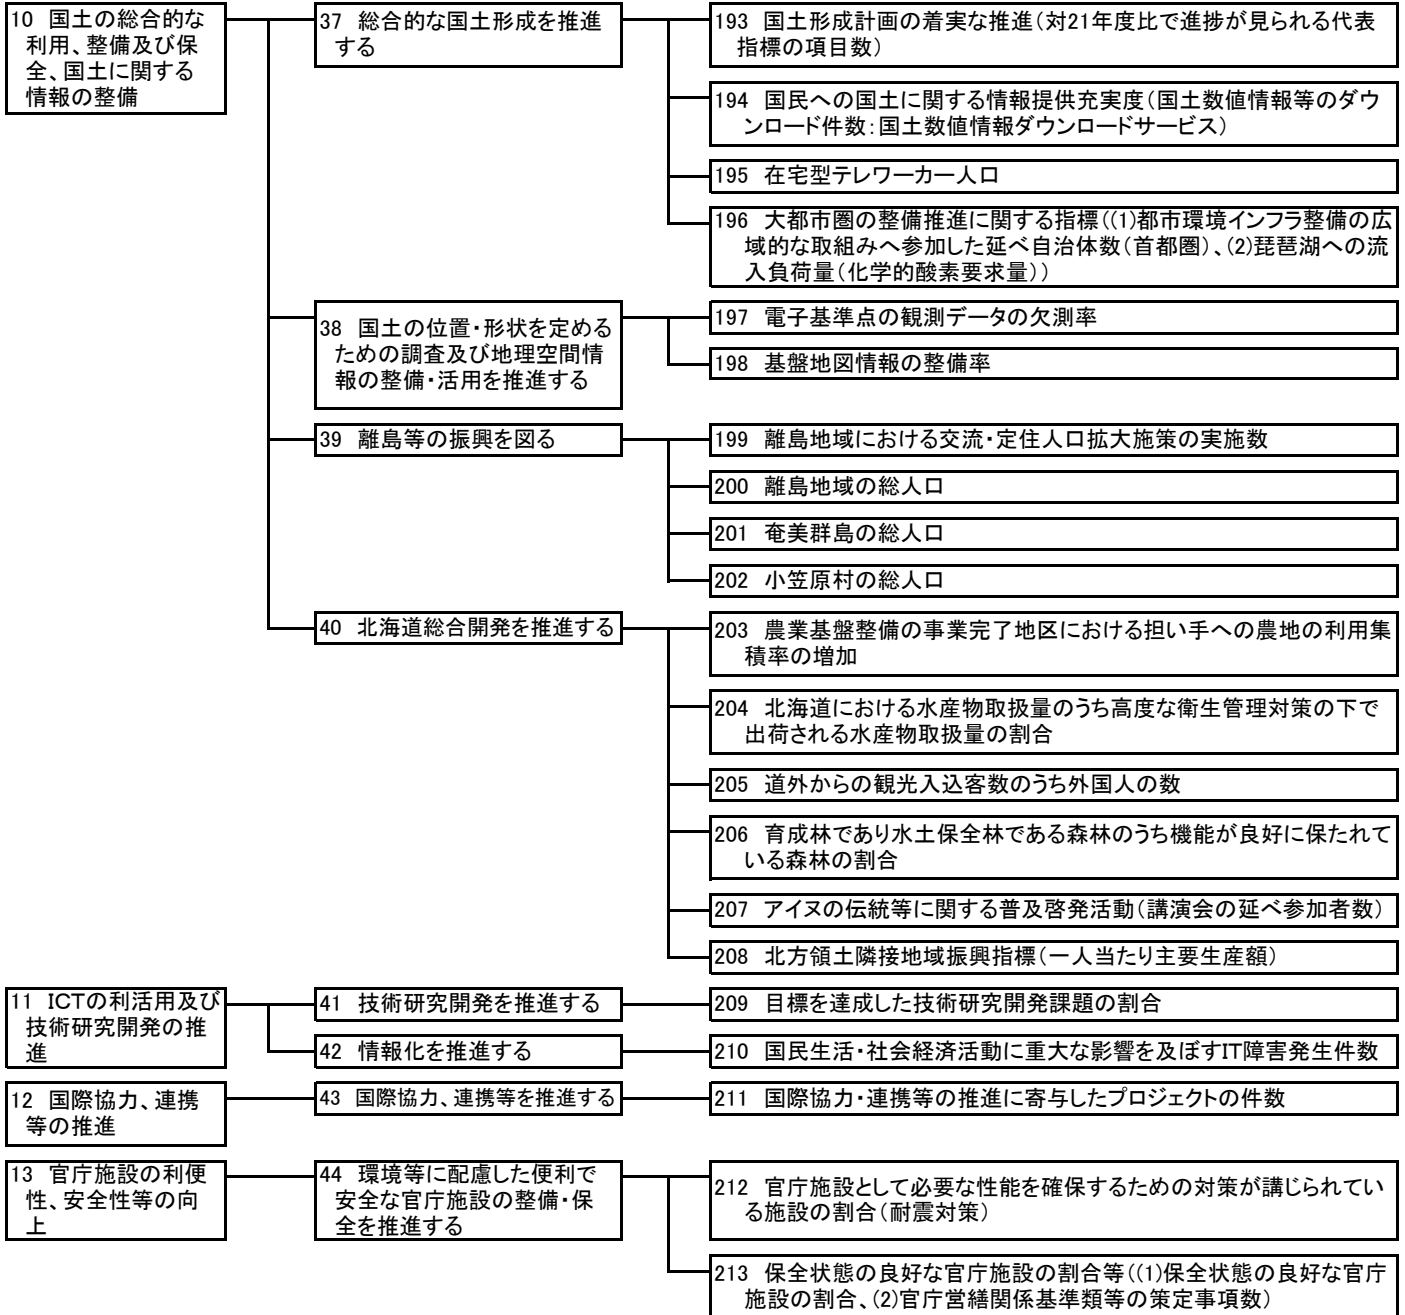 10 国土の総合的な
利用、整備及び保
全、国土に関する
情報の整備
37 総合的な国土形成を推進
する
193 国土形成計画の着実な推進(対21年度比で進捗が見られる代表
指標の項目数)
194 国民への国土に関する情報提供充実度(国土数値情報等のダウ
ンロード件数:国土数値情報ダウンロードサービス)
195 在宅型テレワーカー人口
196 大都市圏の整備推進に関する指標((1)都市環境インフラ整備の広
域的な取組みへ参加した延べ自治体数(首都圏)、(2)琵琶湖への流
入負荷量(化学的酸素要求量))
38 国土の位置・形状を定める
ための調査及び地理空間情
報の整備・活用を推進する
197 電子基準点の観測データの欠測率
198 基盤地図情報の整備率
39 離島等の振興を図る
199 離島地域における交流・定住人口拡大施策の実施数
200 離島地域の総人口
201 奄美群島の総人口
202 小笠原村の総人口
40 北海道総合開発を推進する
203 農業基盤整備の事業完了地区における担い手への農地の利用集
積率の増加
204 北海道における水産物取扱量のうち高度な衛生管理対策の下で
出荷される水産物取扱量の割合
205 道外からの観光入込客数のうち外国人の数
206 育成林であり水土保全林である森林のうち機能が良好に保たれて
いる森林の割合
207 アイヌの伝統等に関する普及啓発活動(講演会の延べ参加者数)
208 北方領土隣接地域振興指標(一人当たり主要生産額)
11 ICTの利活用及び
技術研究開発の推
進
41 技術研究開発を推進する
209 目標を達成した技術研究開発課題の割合
42 情報化を推進する
210 国民生活・社会経済活動に重大な影響を及ぼすIT障害発生件数
12 国際協力、連携
等の推進
43 国際協力、連携等を推進する
211 国際協力・連携等の推進に寄与したプロジェクトの件数
13 官庁施設の利便
性、安全性等の向
上
44 環境等に配慮した便利で
安全な官庁施設の整備・保
全を推進する
212 官庁施設として必要な性能を確保するための対策が講じられてい
る施設の割合(耐震対策)
213 保全状態の良好な官庁施設の割合等((1)保全状態の良好な官庁
施設の割合、(2)官庁営繕関係基準類等の策定事項数)